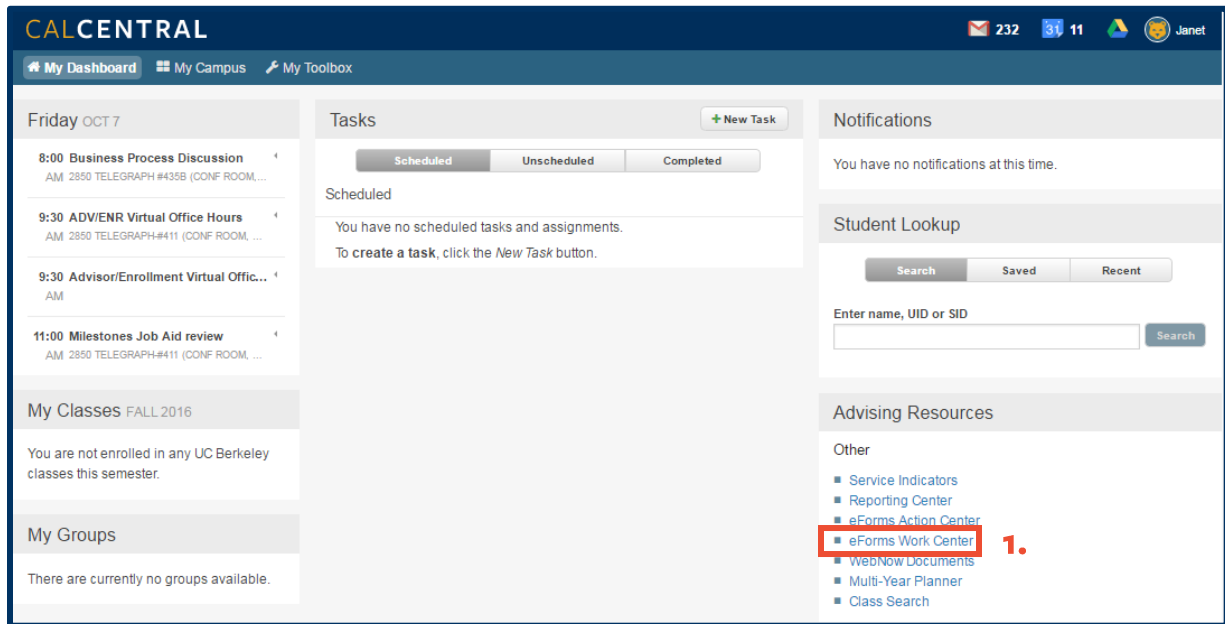 CALCENTRAL
232
31 11
Janet
My Dashboard
My Campus
My Toolbox
Friday OCT 7
8:00 Business Process Discussion
AM 2850 TELEGRAPH #435B (CONF ROOM,...
9:30 ADV/ENR Virtual Office Hours
AM 2850 TELEGRAPH-#411 (CONF ROOM, ...
9:30 Advisor/Enrollment Virtual Offic...
AM
11:00 Milestones Job Aid review
AM 2850 TELEGRAPH-#411 (CONF ROOM, ...
My Classes FALL 2016
You are not enrolled in any UC Berkeley
classes this semester.
My Groups
There are currently no groups available.
Tasks
+ New Task
Scheduled
Unscheduled
Completed
Scheduled
You have no scheduled tasks and assignments.
To create a task, click the New Task button.
Notifications
You have no notifications at this time.
Student Lookup
Search
Saved
Recent
Enter name, UID or SID
Search
Advising Resources
Other
Service Indicators
Reporting Center
eForms Action Center
eForms Work Center
1.
WebNow Documents
Multi-Year Planner
Class Search